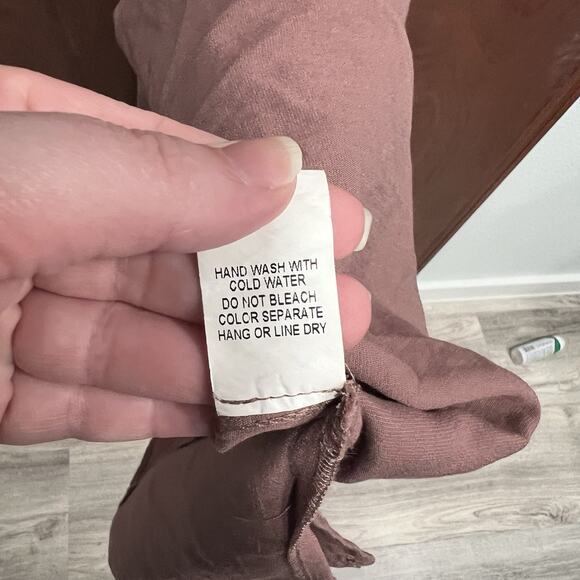 HAND WASH WITH
COLD WATER
DO NOT BLEACH
COLCR SEPARATE
HANG OR LINE DRY